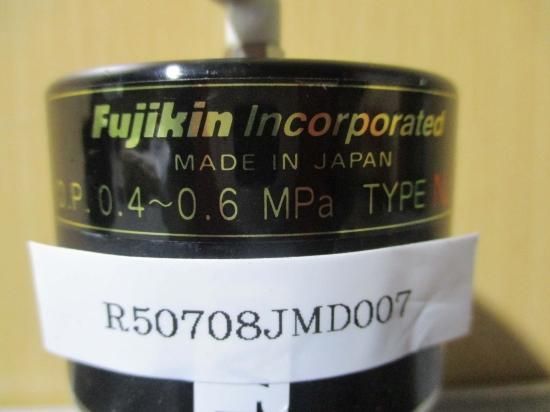 Fujikin Incorporated
MADE IN JAPAN
O.P. 0.4~0.6 MPa TYPE
R50708JMD007